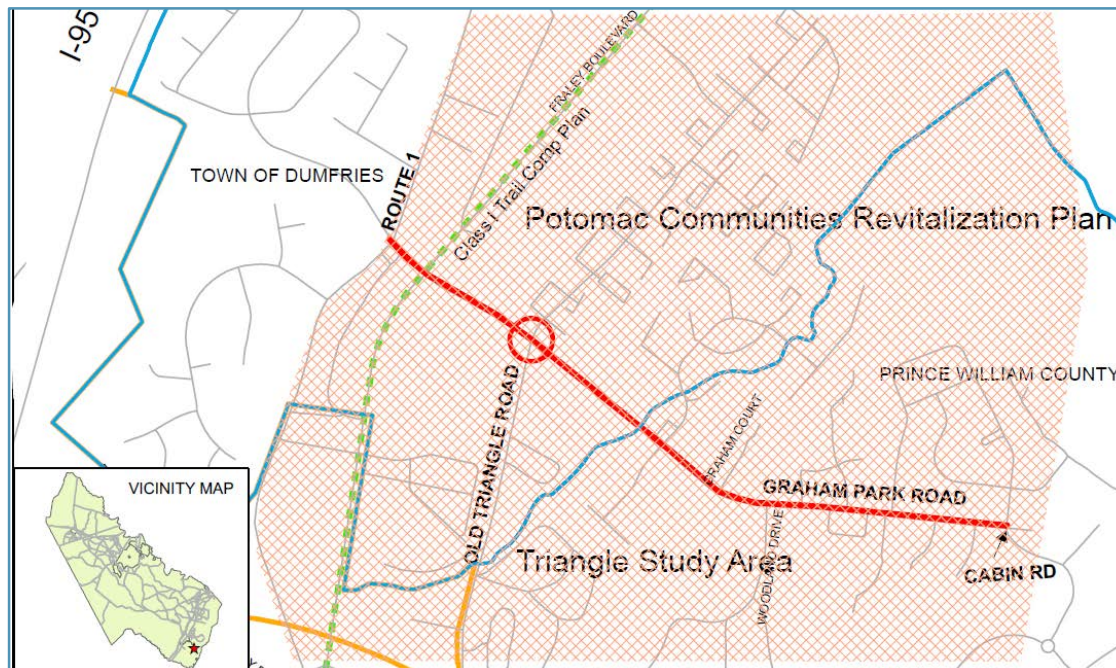 I-95
FRALEY BOULEVARD
TOWN OF DUMFRIES
ROUTE 1
Class I Trail Comp Plan
Potomac Communities Revitalization Plan
PRINCE WILLIAM COUNTY
OLD TRIANGLE ROAD
GRAHAM COURT
GRAHAM PARK ROAD
VICINITY MAP
WOODLAND DRIVE
Triangle Study Area
CABIN RD